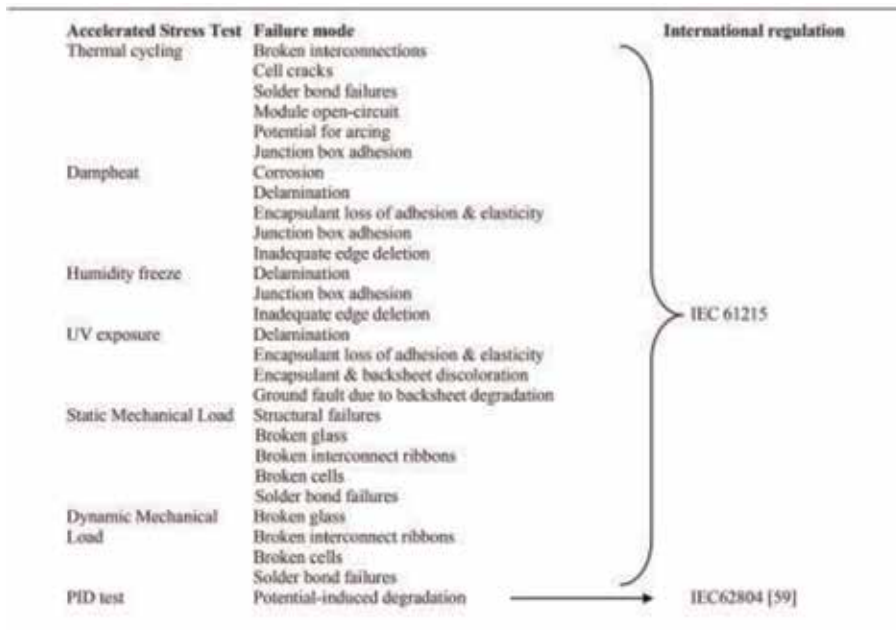 Accelerated Stress Test Failure mode International regulation
Thermal cycling Broken interconnections
Cell cracks
Solder bond failures
Module open-circuit
Potential for arcing
Junction box adhesion
Dampheat Corrosion
Delamination
Encapsulant loss of adhesion & elasticity
Junction box adhesion
Inadequate edge deletion
Humidity freeze Delamination
Junction box adhesion
Inadequate edge deletion
IEC 61215
UV exposure Delamination
Encapsulant loss of adhesion & elasticity
Encapsulant & backsheet discoloration
Ground fault due to backsheet degradation
Static Mechanical Load Structural failures
Broken glass
Broken interconnect ribbons
Broken cells
Solder bond failures
Dynamic Mechanical Broken glass
Load Broken interconnect ribbons
Broken cells
Solder bond failures
PID test Potential-induced degradation IEC62804 [59]